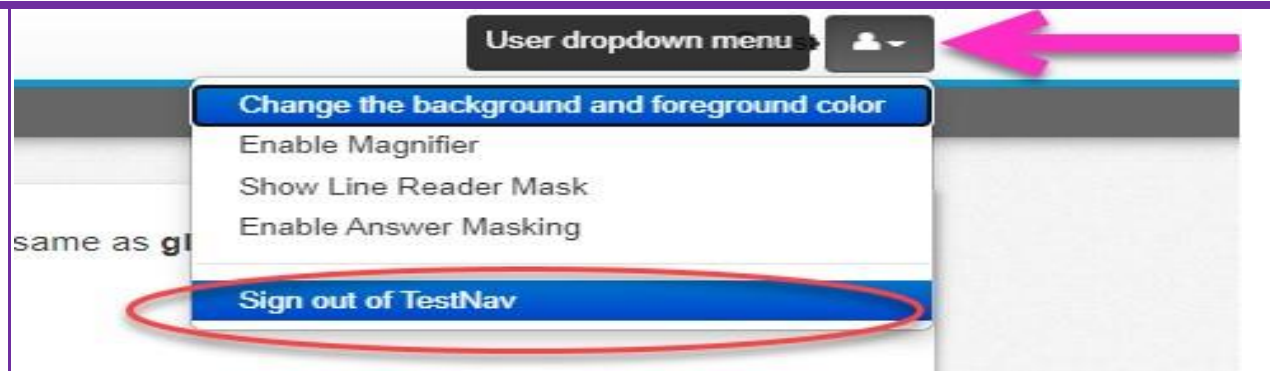 User dropdown menu
Change the background and foreground color
Enable Magnifier
Show Line Reader Mask
Enable Answer Masking
same as gl
Sign out of TestNav